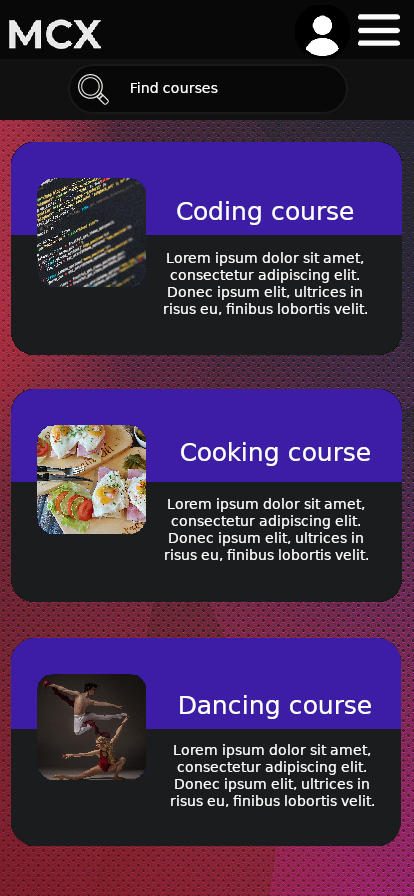 MCX
Find courses
Coding course
Lorem ipsum dolor sit amet,
consectetur adipiscing elit.
Donec ipsum elit, ultrices in
risus eu, finibus lobortis velit.
Cooking course
Lorem ipsum dolor sit amet,
consectetur adipiscing elit.
Donec ipsum elit, ultrices in
risus eu, finibus lobortis velit.
Dancing course
Lorem ipsum dolor sit amet,
consectetur adipiscing elit.
Donec ipsum elit, ultrices in
risus eu, finibus lobortis velit.